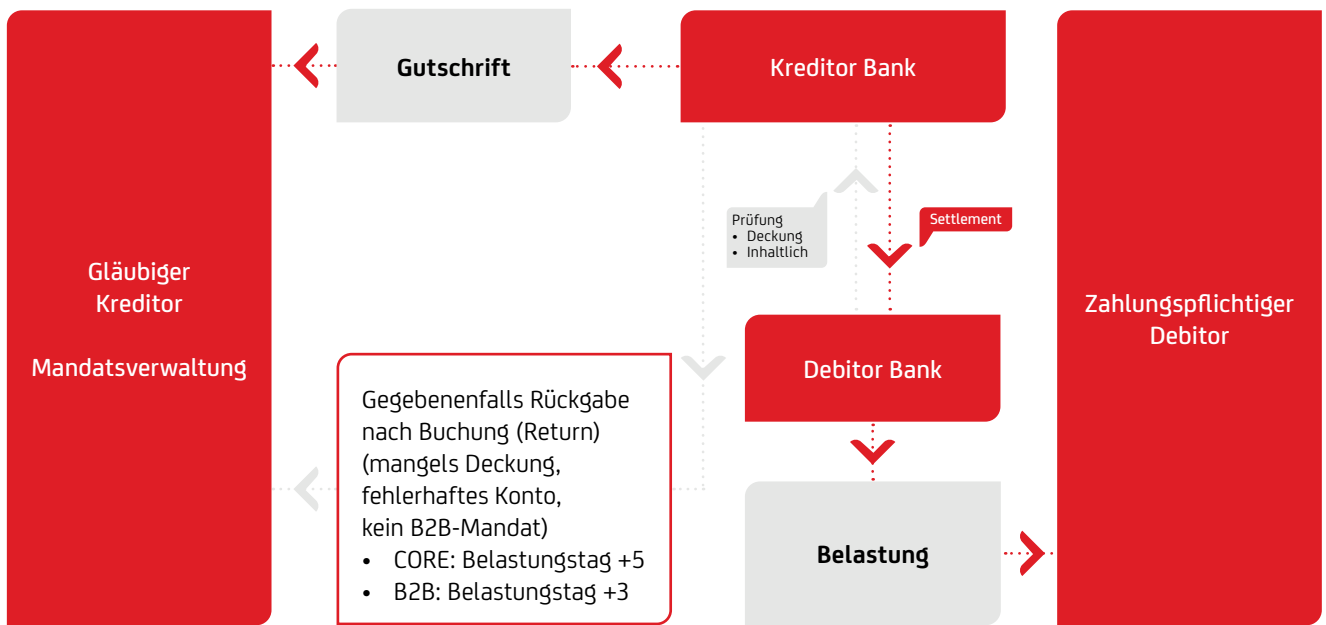 Gutschrift
Kreditor Bank
Prüfung
• Deckung
• Inhaltlich
Settlement
Gläubiger
Kreditor
Mandatsverwaltung
Zahlungspflichtiger
Debitor
Debitor Bank
Gegebenenfalls Rückgabe
nach Buchung (Return)
(mangels Deckung,
fehlerhaftes Konto,
kein B2B-Mandat)
• CORE: Belastungstag +5
• B2B: Belastungstag +3
Belastung